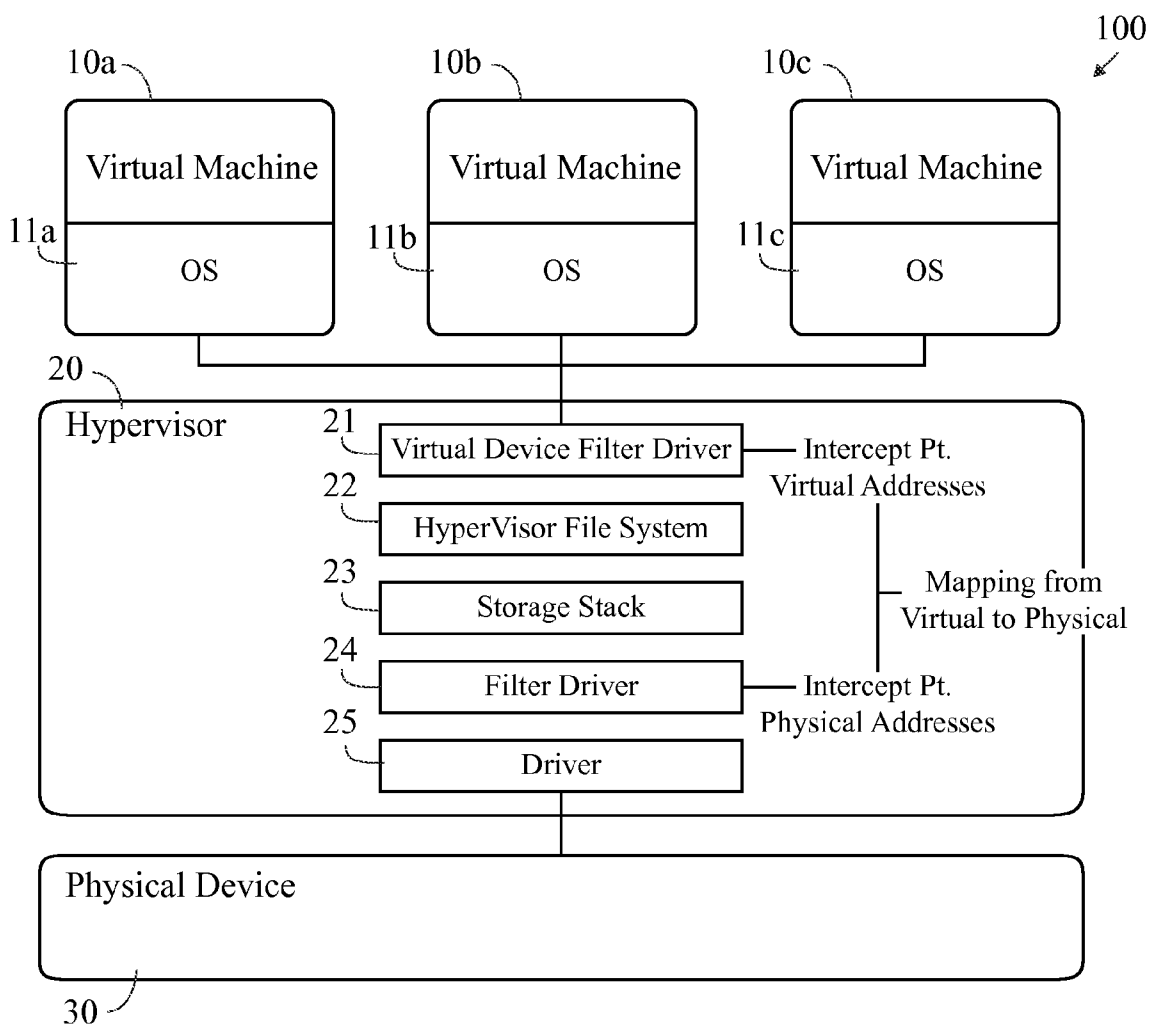 100
10a
10b
10c
Virtual Machine
Virtual Machine
Virtual Machine
11a
11b
11c
OS
OS
OS
20
Hypervisor
21
Virtual Device Filter Driver
Intercept Pt.
Virtual Addresses
22
HyperVisor File System
23
Storage Stack
Mapping from
Virtual to Physical
24
Filter Driver
Intercept Pt.
Physical Addresses
25
Driver
Physical Device
30